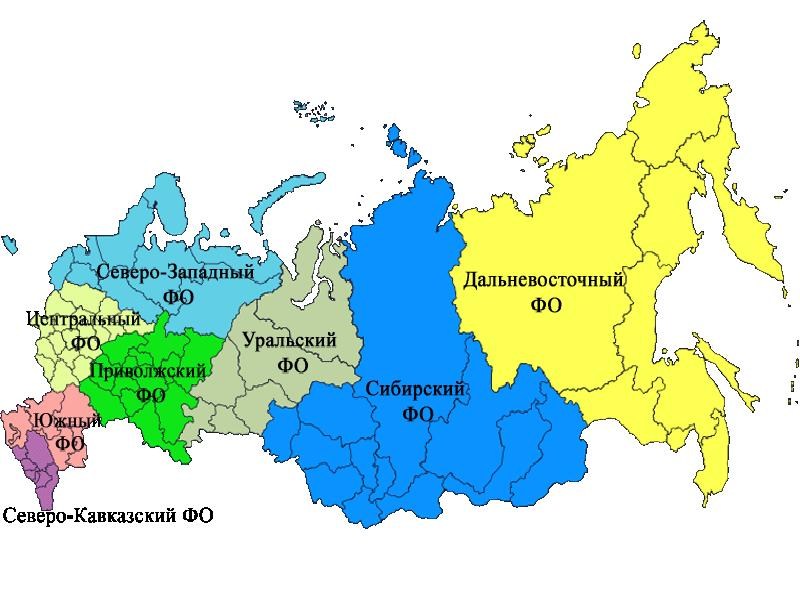 Северо-Западный
ФО
Дальневосточный
ФО
Центральный
ФО
Уральский
ФО
Приволжский
ФО
Сибирский
ФО
Южный
ФО
Северо-Кавказский ФО